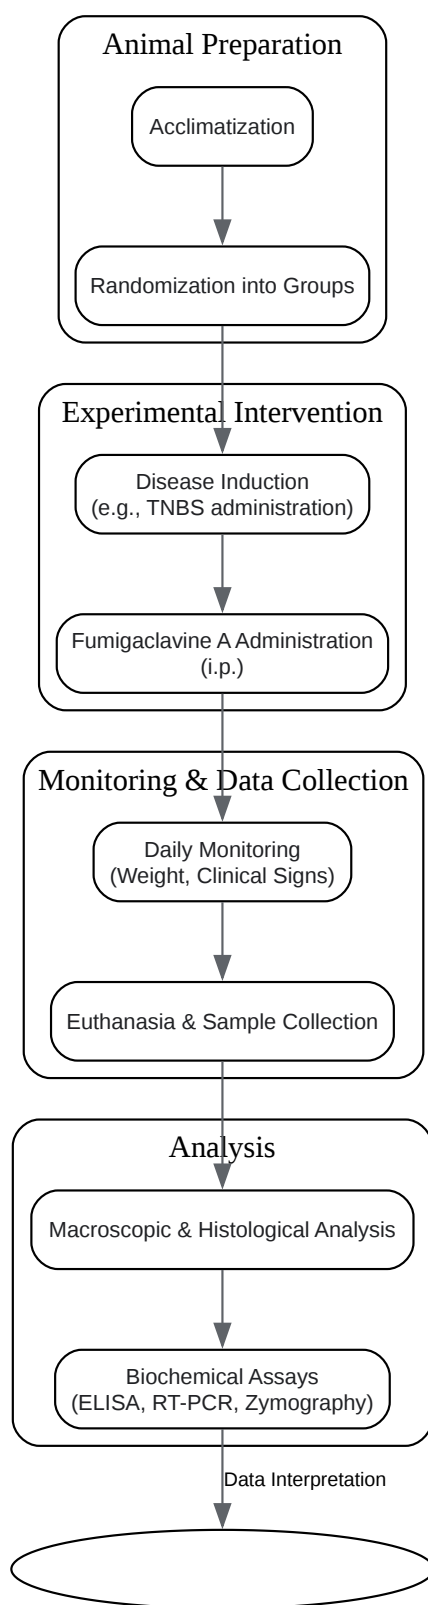 Animal Preparation
Acclimatization
Randomization into Groups
Experimental Intervention
Disease Induction
(e.g., TNBS administration)
Fumigaclavine A Administration
(i.p.)
Monitoring & Data Collection
Daily Monitoring
(Weight, Clinical Signs)
Euthanasia & Sample Collection
Analysis
Macroscopic & Histological Analysis
Biochemical Assays
(ELISA, RT-PCR, Zymography)
Data Interpretation